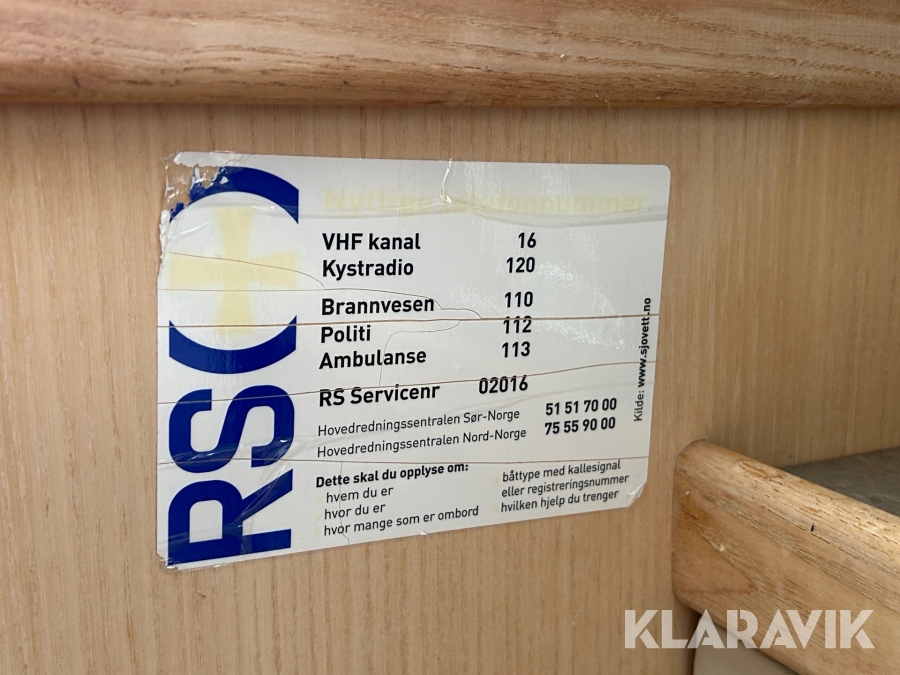 RS
Nyttige telefonnummer
VHF kanal 16
Kystradio 120
Brannvesen 110
Politi 112
Ambulanse 113
RS Servicenr 02016
Hovedredningssentralen Sør-Norge 51 51 70 00
Hovedredningssentralen Nord-Norge 75 55 90 00
Dette skal du opplyse om:
hvem du er
hvor du er
hvor mange som er ombord
båttype med kallesignal
eller registreringsnummer
hvilken hjelp du trenger
Kilde: www.sjovett.no
KLARAVIK